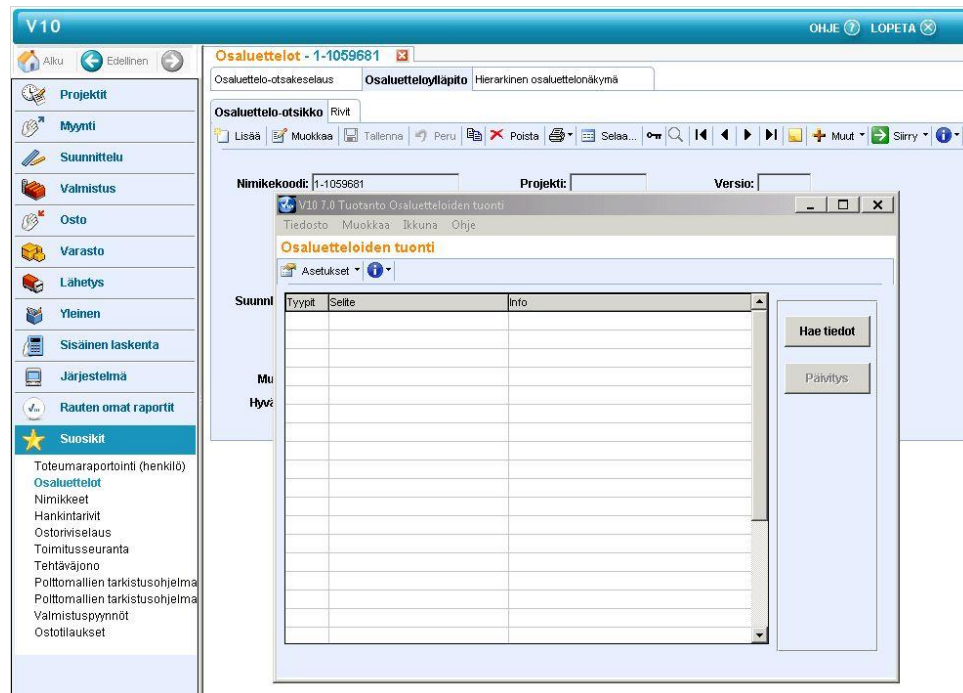 V10
OHJE ? LOPETA
Alku Edellinen
Osaluettelot - 1-1059681
Osaluettelo-otsakeselaus Osaluetteloylläpito Hierarkinen osaluettelonäkymä
Osaluettelo-otsikko Rivit
Lisää Muokkaa Tallenna Peru Poista Selaa... Muut Siirry
Nimikekoodi: 1-1059681 Projekti: Versio:
Projektit
Myynti
Suunnittelu
Valmistus
Osto
Varasto
Lähetys
Yleinen
Sisäinen laskenta
Järjestelmä
Rauten omat raportit
Suosikit
Toteumaraportointi (henkilö)
Osaluettelot
Nimikkeet
Hankintarivit
Ostoriviselaus
Toimitusseuranta
Tehtäväjono
Polttomallien tarkistusohjelma
Polttomallien tarkistusohjelma
Valmistuspyynnöt
Ostotilaukset
V10 7.0 Tuotanto Osaluetteloiden tuonti
Tiedosto Muokkaa Ikkuna Ohje
Osaluetteloiden tuonti
Asetukset
Suunnl
Mu
Hyvä
Tyypit Selite Info
Hae tiedot
Päivitys